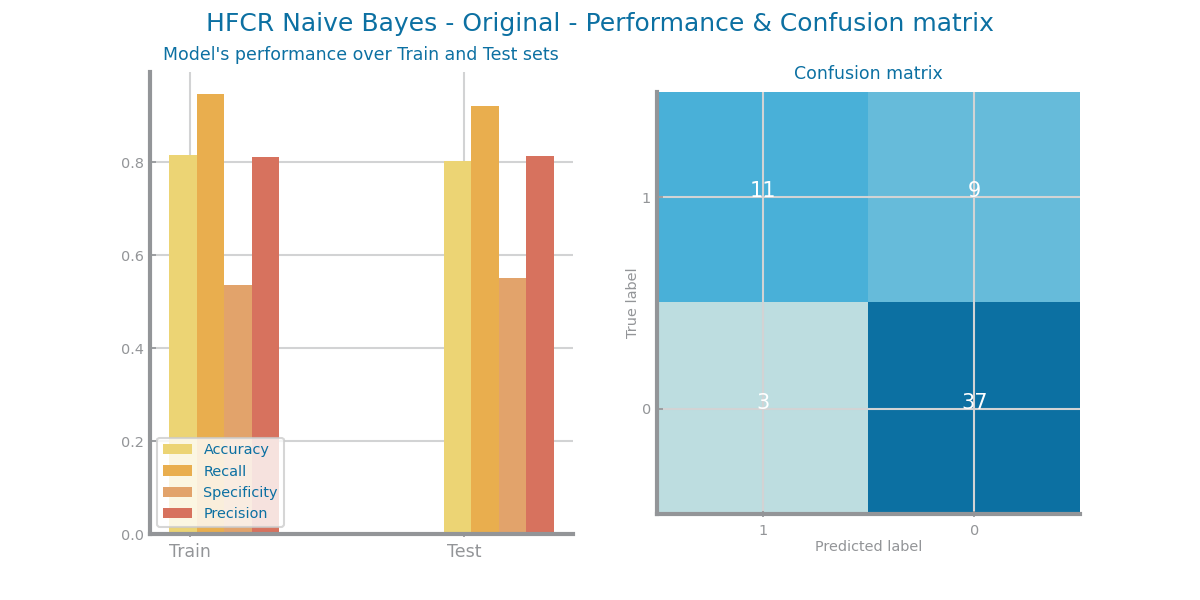 HFCR Naive Bayes - Original - Performance & Confusion matrix
Model's performance over Train and Test sets
0.8
0.6
0.4
0.2
0.0
Accuracy
Recall
Specificity
Precision
Train
Test
Confusion matrix
True label
1
0
11
9
3
37
1
0
Predicted label